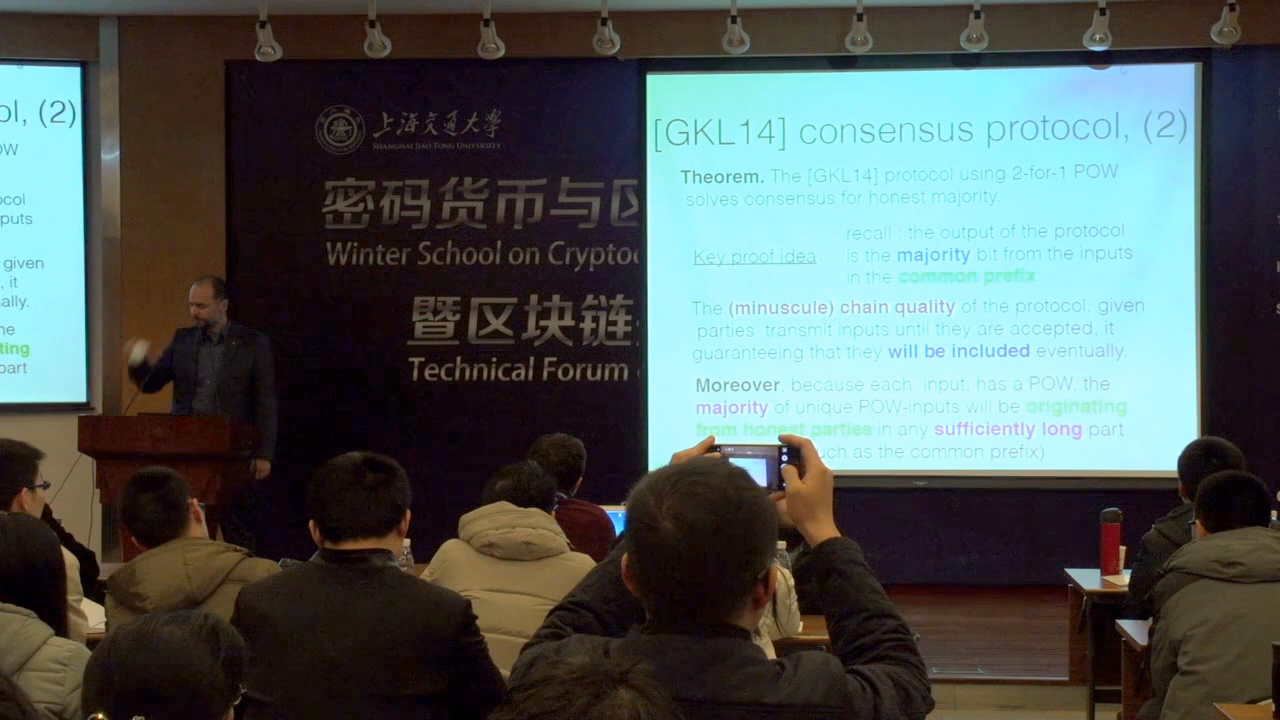 ol, (2)
ow
ocol
puts
given
, it
ally.
he
ting
part
上海交通大学
SHANGHAI JIAO TONG UNIVERSITY
密码货币与区
Winter School on Cryptoc
暨区块链
Technical Forum
[GKL14] consensus protocol, (2)
Theorem. The [GKL14] protocol using 2-for-1 POW
solves consensus for honest majority.
Key proof idea
recall : the output of the protocol
is the majority bit from the inputs
in the common prefix
The (minuscule) chain quality of the protocol, given
parties transmit inputs until they are accepted, it
guaranteeing that they will be included eventually.
Moreover, because each input, has a POW, the
majority of unique POW-inputs will be originating
from honest parties in any sufficiently long part
uch as the common prefix)